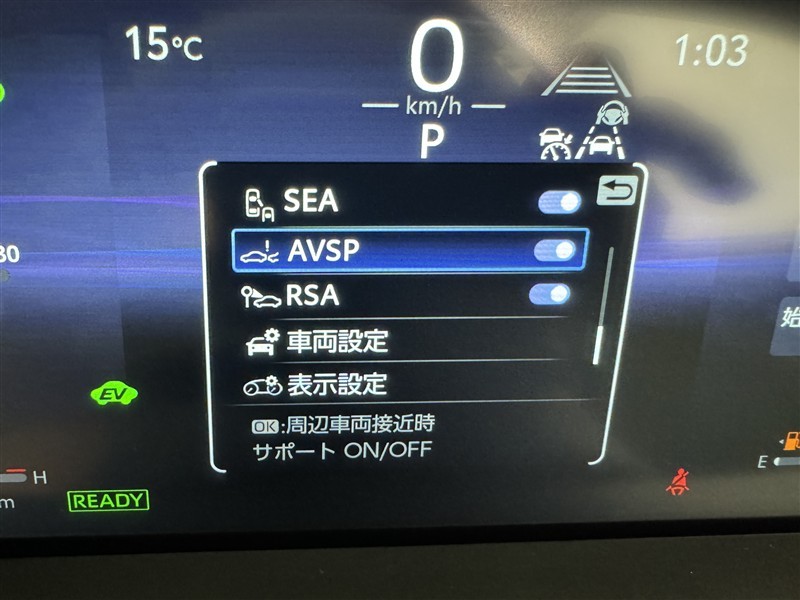 15℃
0
1:03
km/h
P
SEA
AVSP
RSA
車両設定
表示設定
OK:周辺車両接近時
サポート ON/OFF
EV
READY
H
E
始